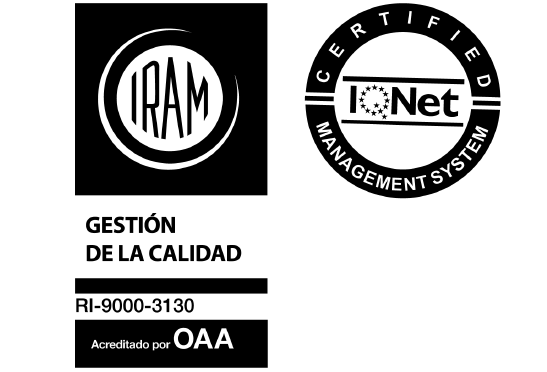 IRAM
GESTIÓN
DE LA CALIDAD
RI-9000-3130
Acreditado por OAA
CERTIFIED
IQNet
MANAGEMENT SYSTEM